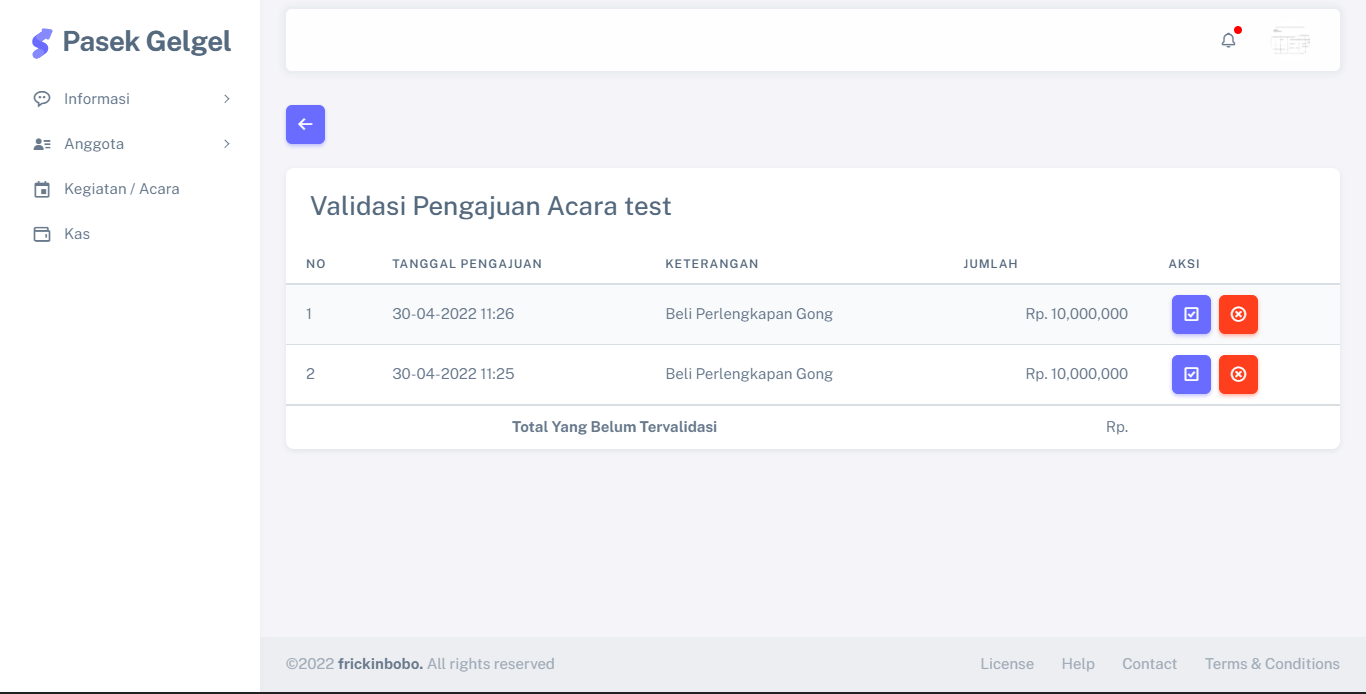 Pasek Gelgel
Informasi
Anggota
Kegiatan / Acara
Kas
Validasi Pengajuan Acara test
NO TANGGAL PENGAJUAN KETERANGAN JUMLAH AKSI
1 30-04-2022 11:26 Beli Perlengkapan Gong Rp. 10,000,000
2 30-04-2022 11:25 Beli Perlengkapan Gong Rp. 10,000,000
Total Yang Belum Tervalidasi Rp.
©2022 frickinbobo. All rights reserved License Help Contact Terms & Conditions